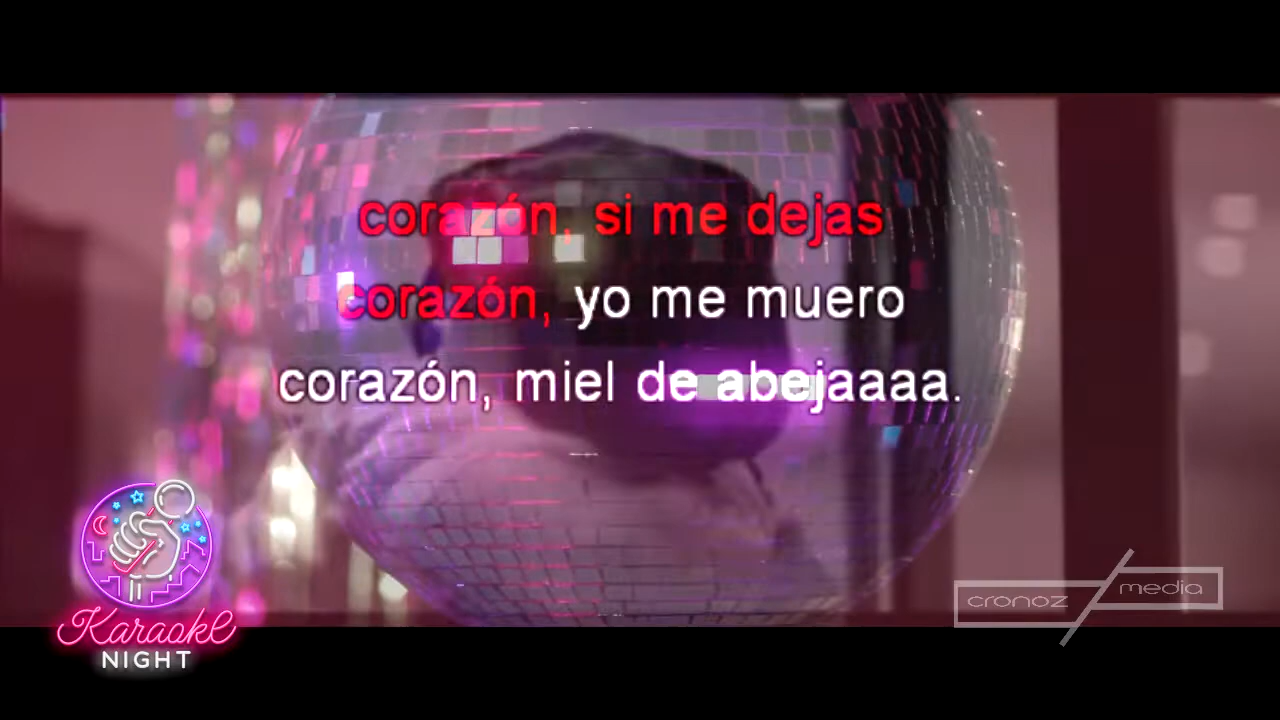 corazón, si me dejas
corazón, yo me muero
corazón, miel de abejaaaa.
Karaoke
NIGHT
cronoz media